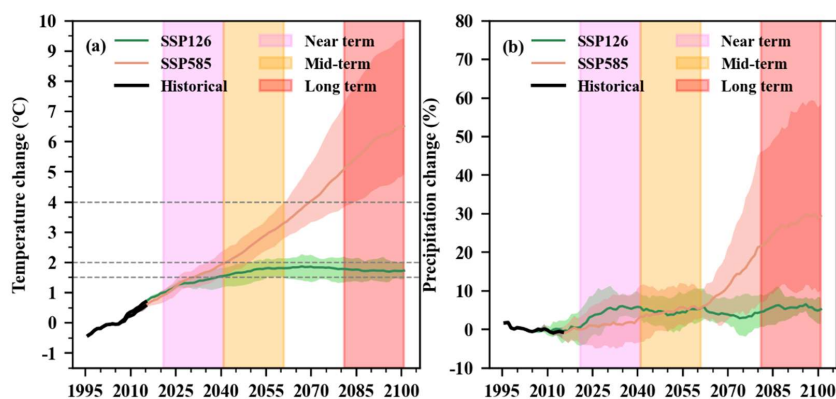 Temperature change (°C)
10
9
8
7
6
5
4
3
2
1
0
-1
(a)
SSP126
SSP585
Historical
Near term
Mid-term
Long term
1995 2010 2025 2040 2055 2070 2085 2100
Precipitation change (%)
80
70
60
50
40
30
20
10
0
-10
(b)
SSP126
SSP585
Historical
Near term
Mid-term
Long term
1995 2010 2025 2040 2055 2070 2085 2100